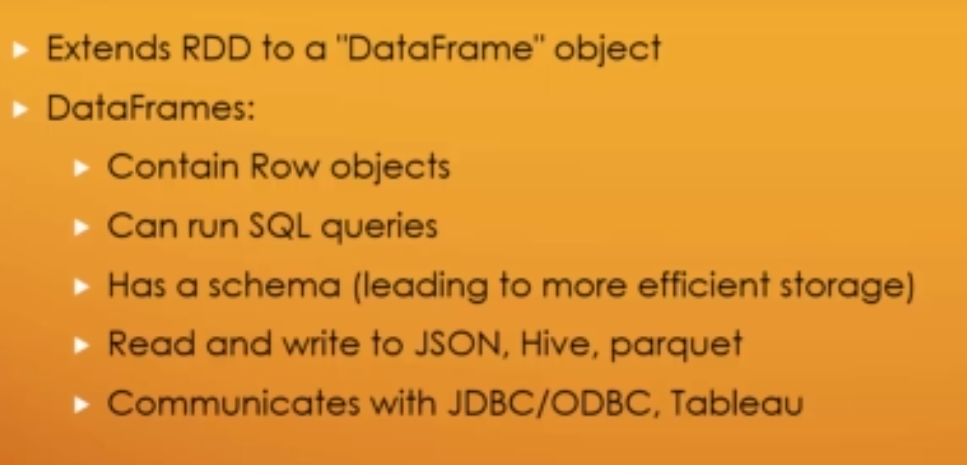 Extends RDD to a "DataFrame" object
DataFrames:
Contain Row objects
Can run SQL queries
Has a schema (leading to more efficient storage)
Read and write to JSON, Hive, parquet
Communicates with JDBC/ODBC, Tableau